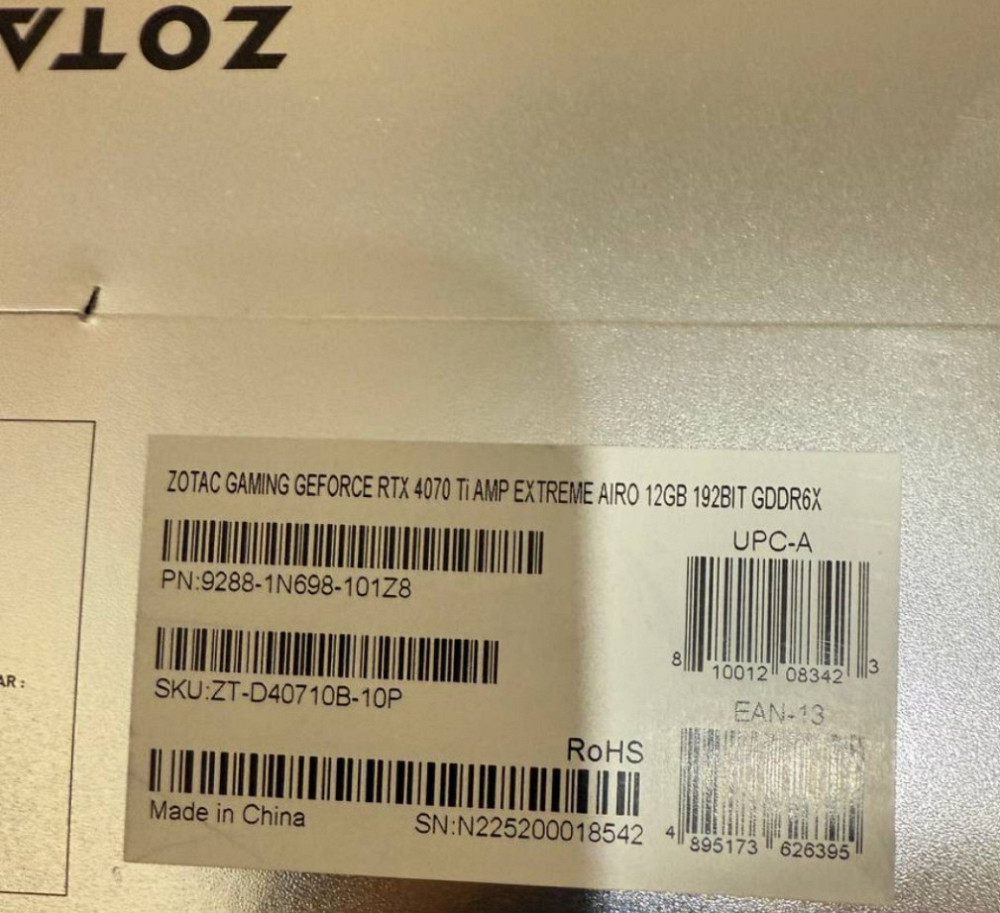 ZOTA
AR:
ZOTAC GAMING GEFORCE RTX 4070 Ti AMP EXTREME AIRO 12GB 192BIT GDDR6X
PN:9288-1N698-101Z8
SKU:ZT-D40710B-10P
Made in China
RoHS
SN:N225200018542
UPC-A
8 10012 08342 3
EAN-13
4 895173 626395